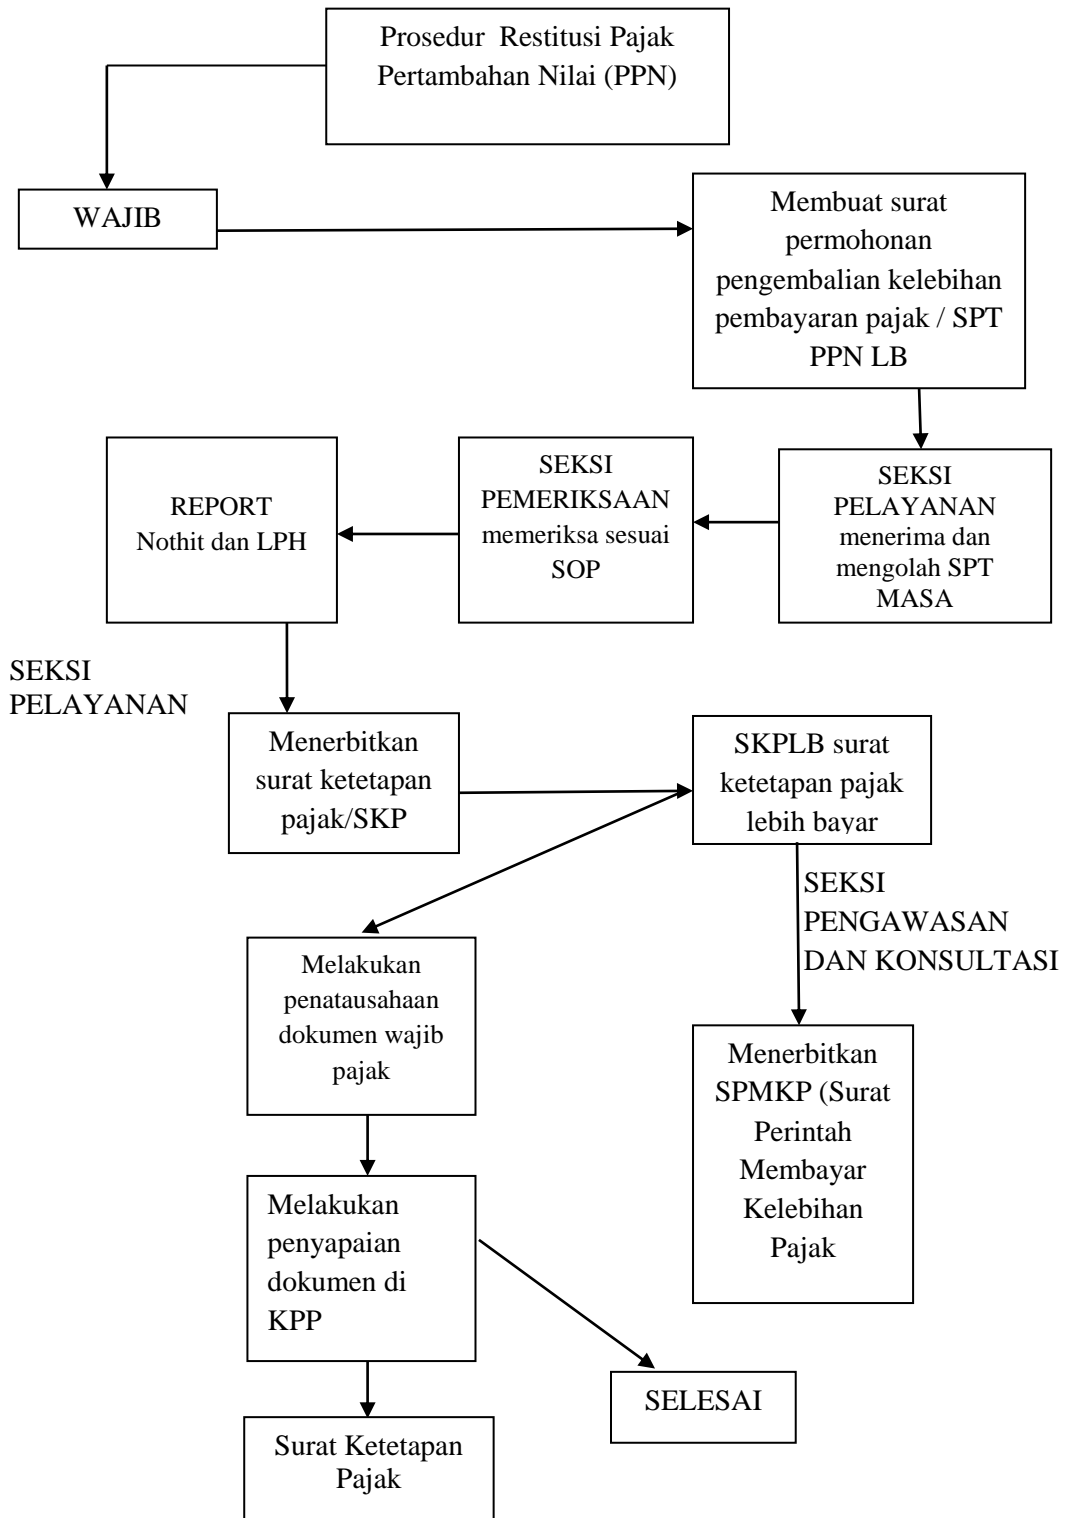 Prosedur Restitusi Pajak
Pertambahan Nilai (PPN)
WAJIB
Membuat surat
permohonan
pengembalian kelebihan
pembayaran pajak / SPT
PPN LB
SEKSI
PELAYANAN
menerima dan
mengolah SPT
MASA
SEKSI
PEMERIKSAAN
memeriksa sesuai
SOP
REPORT
Nothit dan LPH
SEKSI
PELAYANAN
Menerbitkan
surat ketetapan
pajak/SKP
SKPLB surat
ketetapan pajak
lebih bayar
SEKSI
PENGAWASAN
DAN KONSULTASI
Melakukan
penatausahaan
dokumen wajib
pajak
Menerbitkan
SPMKP (Surat
Perintah
Membayar
Kelebihan
Pajak
Melakukan
penyapaian
dokumen di
KPP
SELESAI
Surat Ketetapan
Pajak